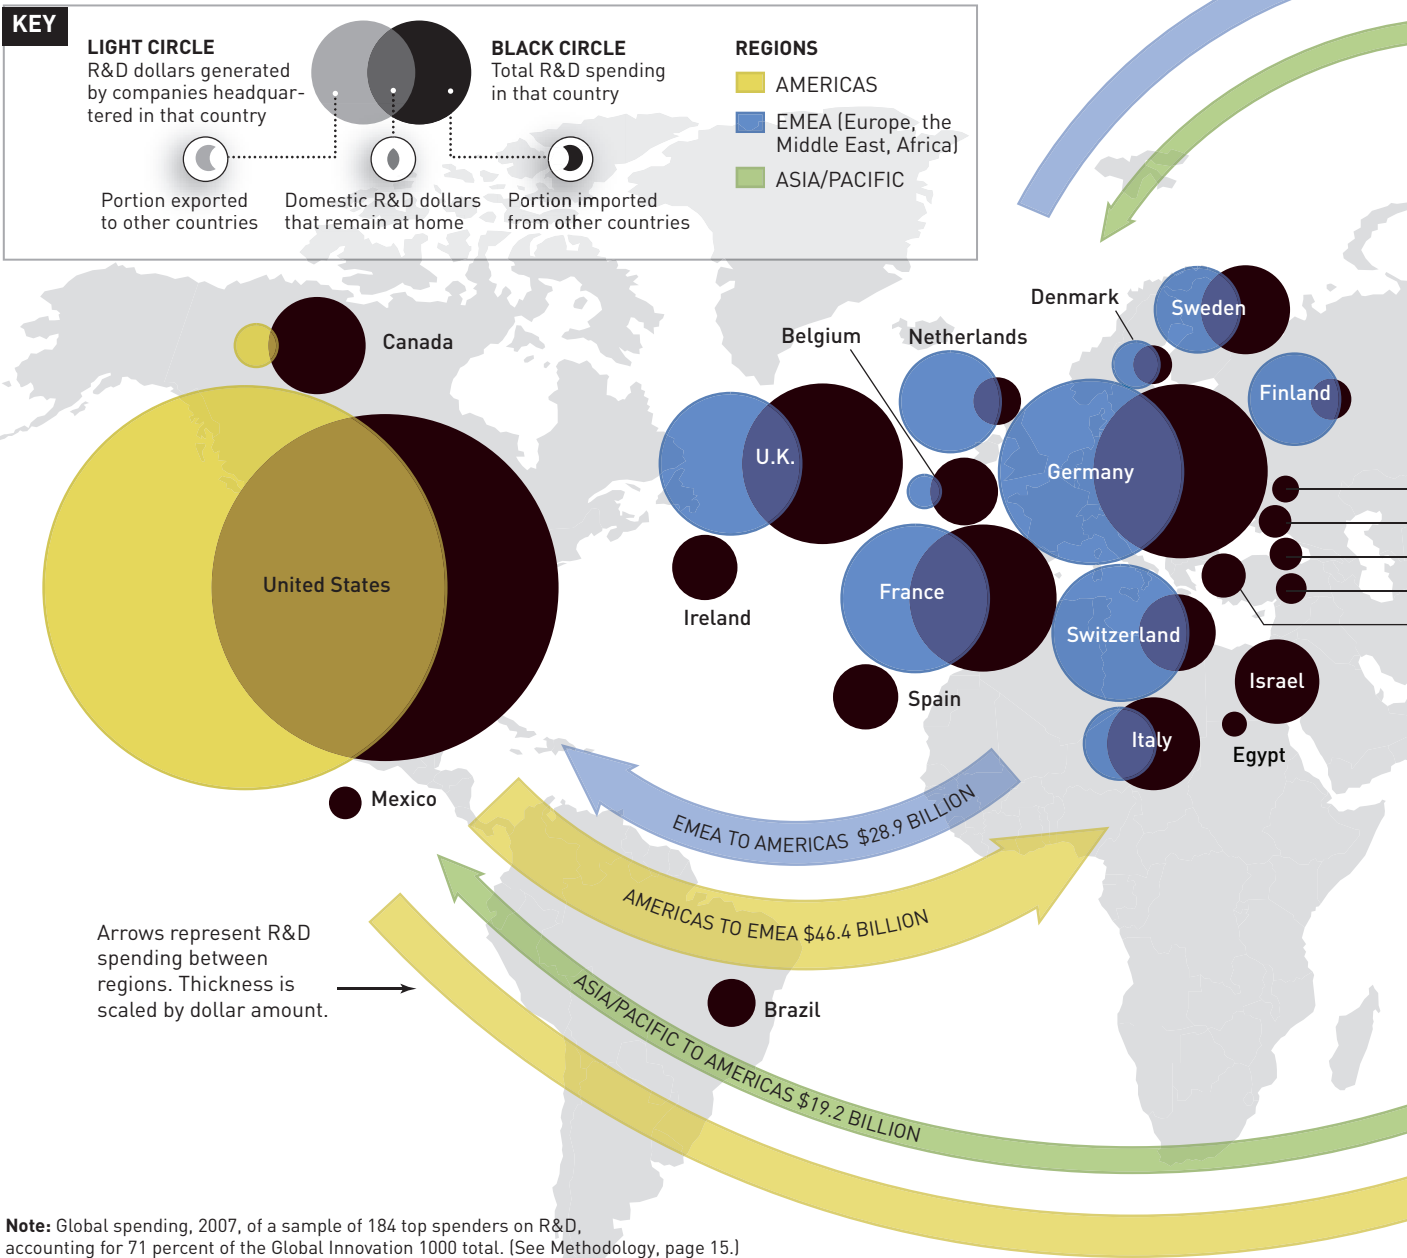 KEY
LIGHT CIRCLE
R&D dollars generated
by companies headquar-
tered in that country
BLACK CIRCLE
Total R&D spending
in that country
Portion exported
to other countries
Domestic R&D dollars
that remain at home
Portion imported
from other countries
REGIONS
AMERICAS
EMEA (Europe, the
Middle East, Africa)
ASIA/PACIFIC
Canada
United States
Mexico
Belgium
Netherlands
Denmark
Sweden
Finland
U.K.
Germany
Ireland
France
Switzerland
Spain
Israel
Italy
Egypt
EMEA TO AMERICAS $28.9 BILLION
AMERICAS TO EMEA $46.4 BILLION
ASIA/PACIFIC TO AMERICAS $19.2 BILLION
Brazil
Arrows represent R&D
spending between
regions. Thickness is
scaled by dollar amount.
Note: Global spending, 2007, of a sample of 184 top spenders on R&D,
accounting for 71 percent of the Global Innovation 1000 total. (See Methodology, page 15.)